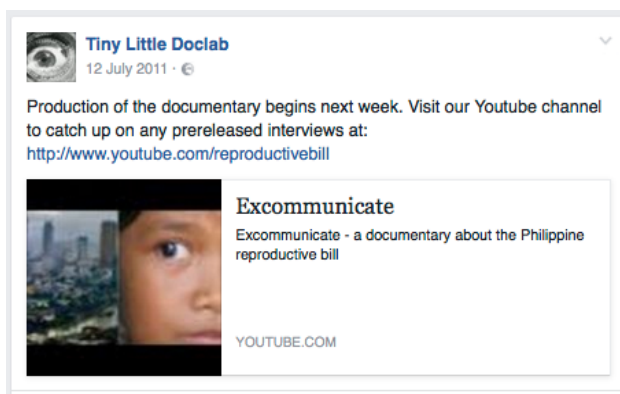 Tiny Little Doclab
12 July 2011 ·
Production of the documentary begins next week. Visit our Youtube channel
to catch up on any prereleased interviews at:
http://www.youtube.com/reproductivebill
Excommunicate
Excommunicate - a documentary about the Philippine
reproductive bill
YOUTUBE.COM